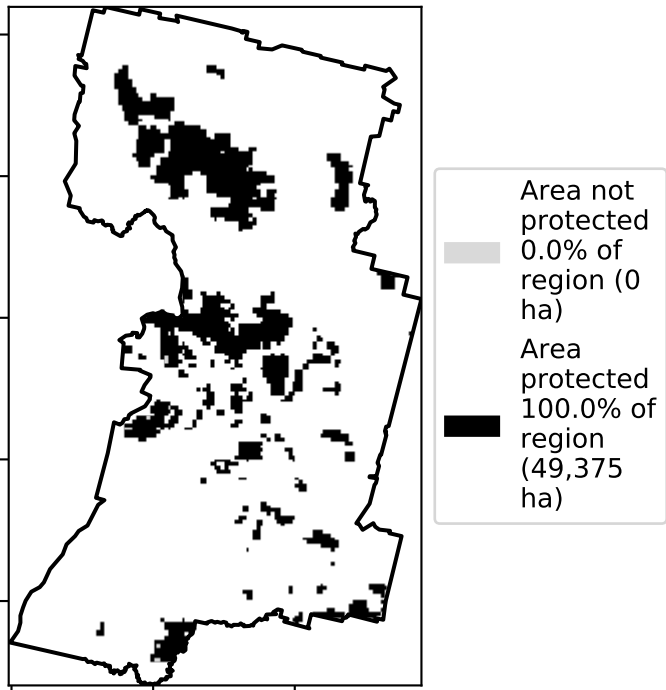 Area not
protected
0.0% of
region (0
ha)
Area
protected
100.0% of
region
(49,375
ha)